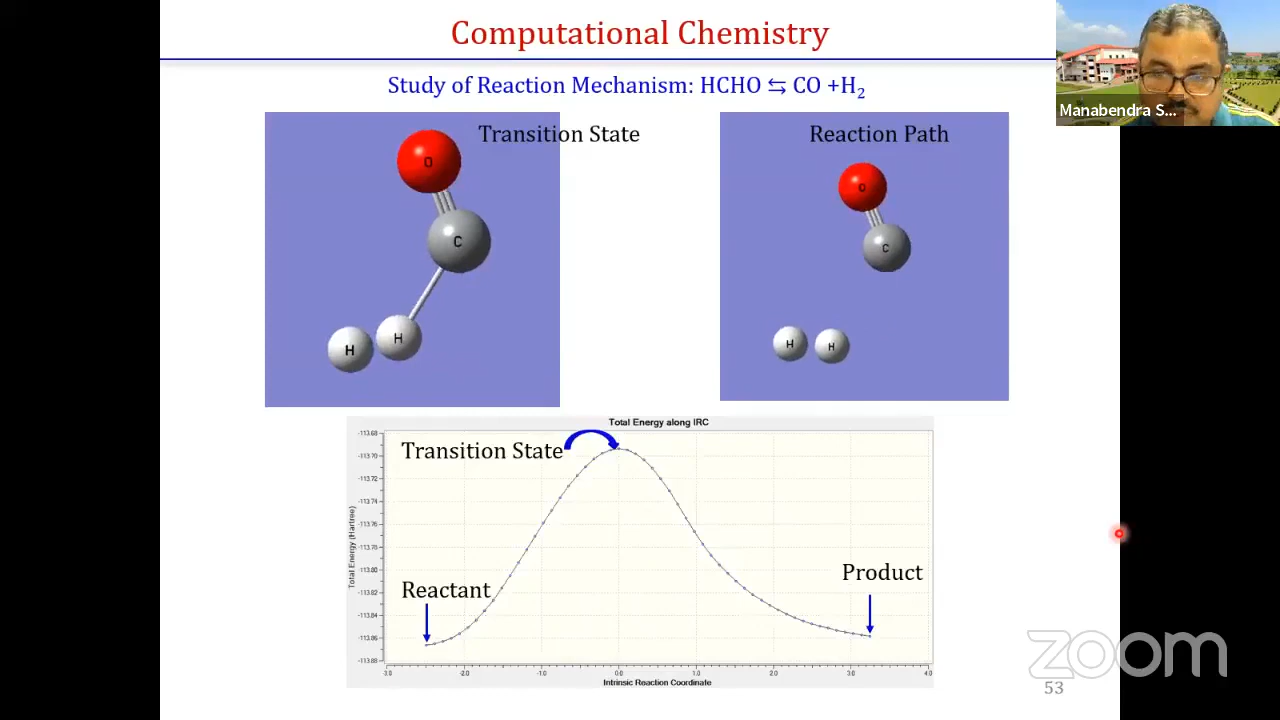 Computational Chemistry
Study of Reaction Mechanism: HCHO ⇆ CO +H₂
Manabendra S...
Transition State
O
C
H
H
Reaction Path
O
C
H
H
Total Energy along IRC
Transition State
Reactant
Product
Total Energy (Hartree)
-113.68
-113.70
-113.72
-113.74
-113.76
-113.78
-113.80
-113.82
-113.84
-113.86
-113.88
-3.0
-2.0
-1.0
0.0
1.0
2.0
3.0
4.0
Intrinsic Reaction Coordinate
zoom
53